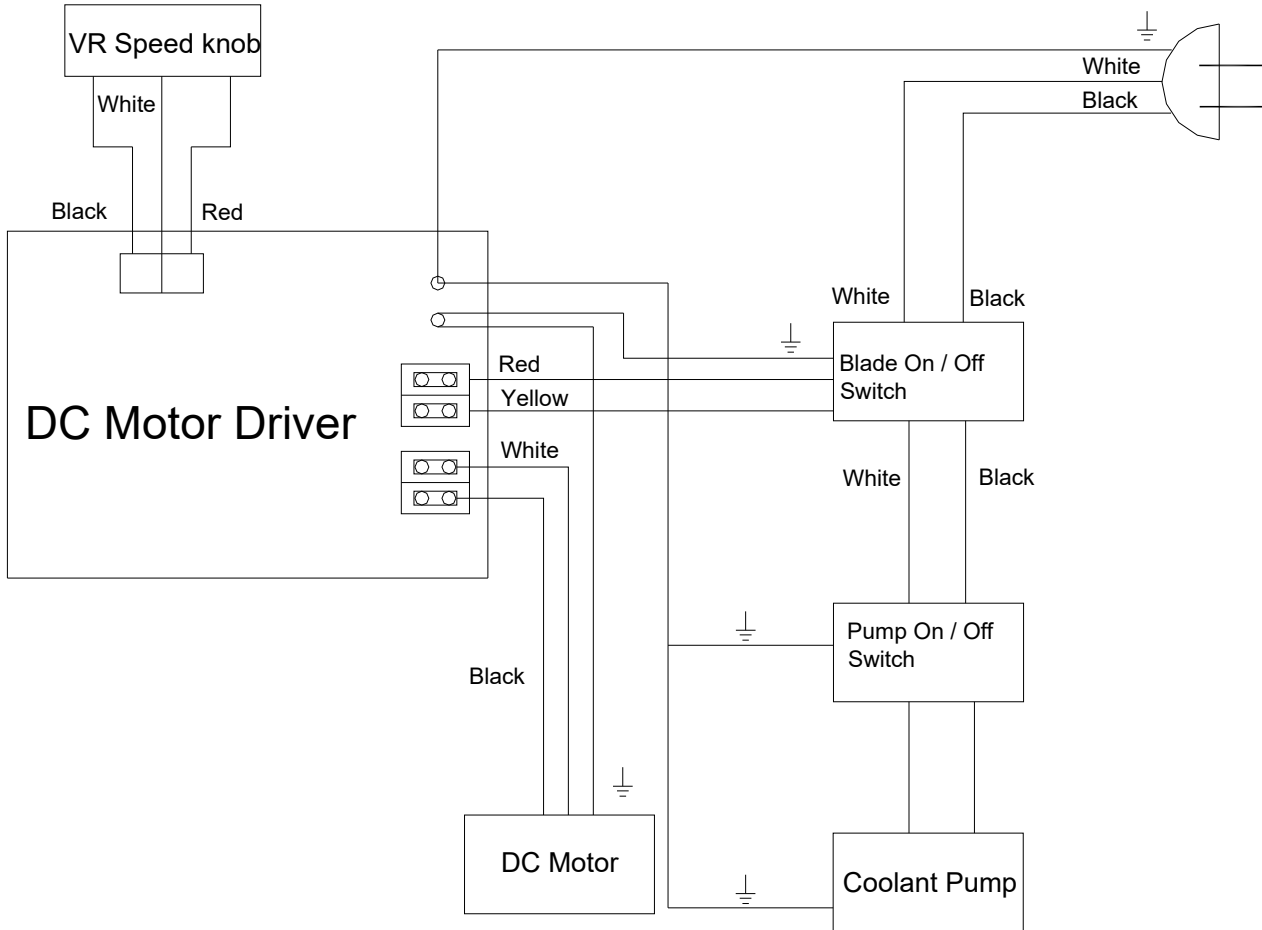 VR Speed knob
White
Black
Red
White
Black
White
Black
Blade On / Off
Switch
Red
Yellow
DC Motor Driver
White
White
Black
Pump On / Off
Switch
Black
DC Motor
Coolant Pump